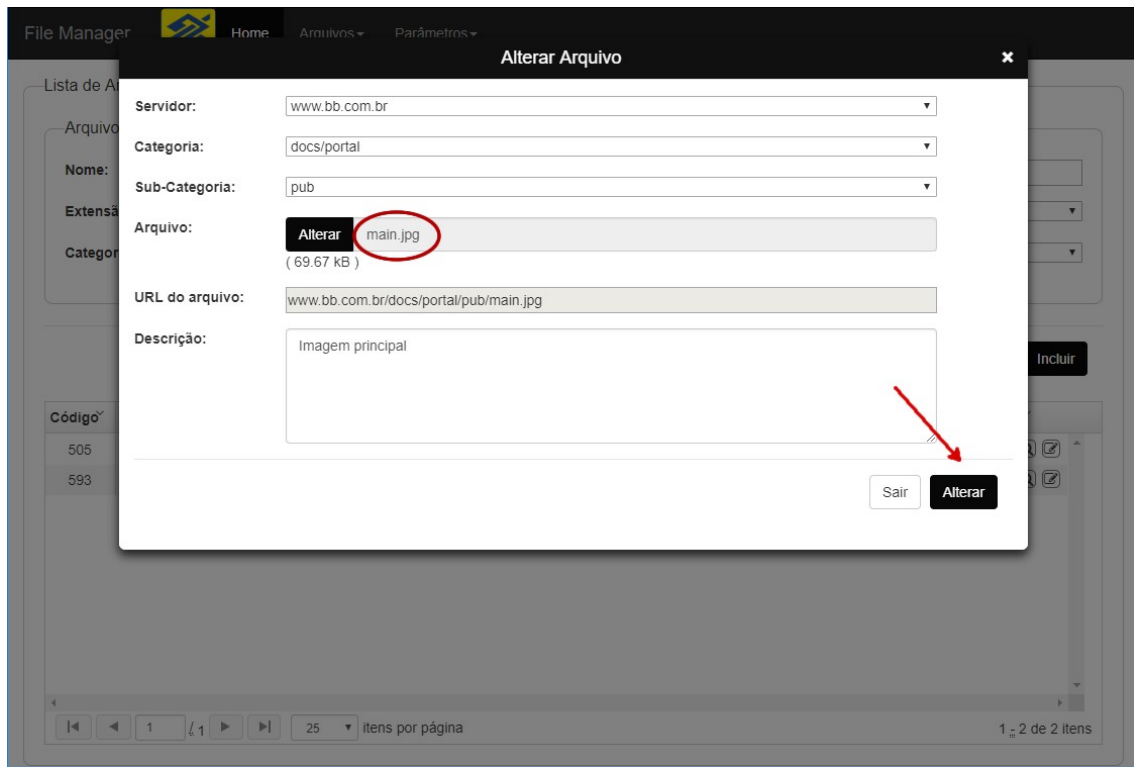 File Manager Home Arquivos Parâmetros
Alterar Arquivo
Lista de A
Servidor: www.bb.com.br
Arquivo
Categoria: docs/portal
Nome:
Sub-Categoria: pub
Extensã
Arquivo: Alterar main.jpg
Categor
( 69.67 kB )
URL do arquivo: www.bb.com.br/docs/portal/pub/main.jpg
Descrição: Imagem principal
Incluir
Código
505
593
Sair Alterar
1 / 1 25 itens por página 1 - 2 de 2 itens